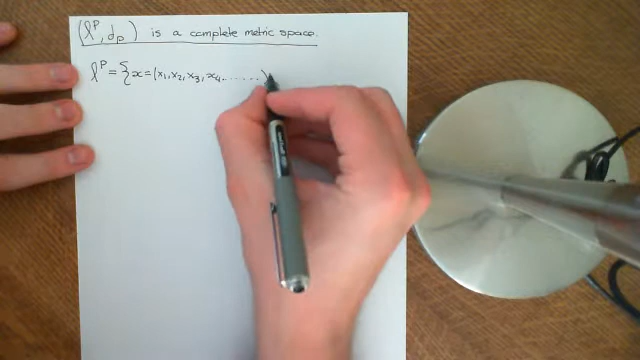 (ℓᵖ, dₚ) is a complete metric space.
ℓᵖ = {x = (x₁, x₂, x₃, x₄, .......)